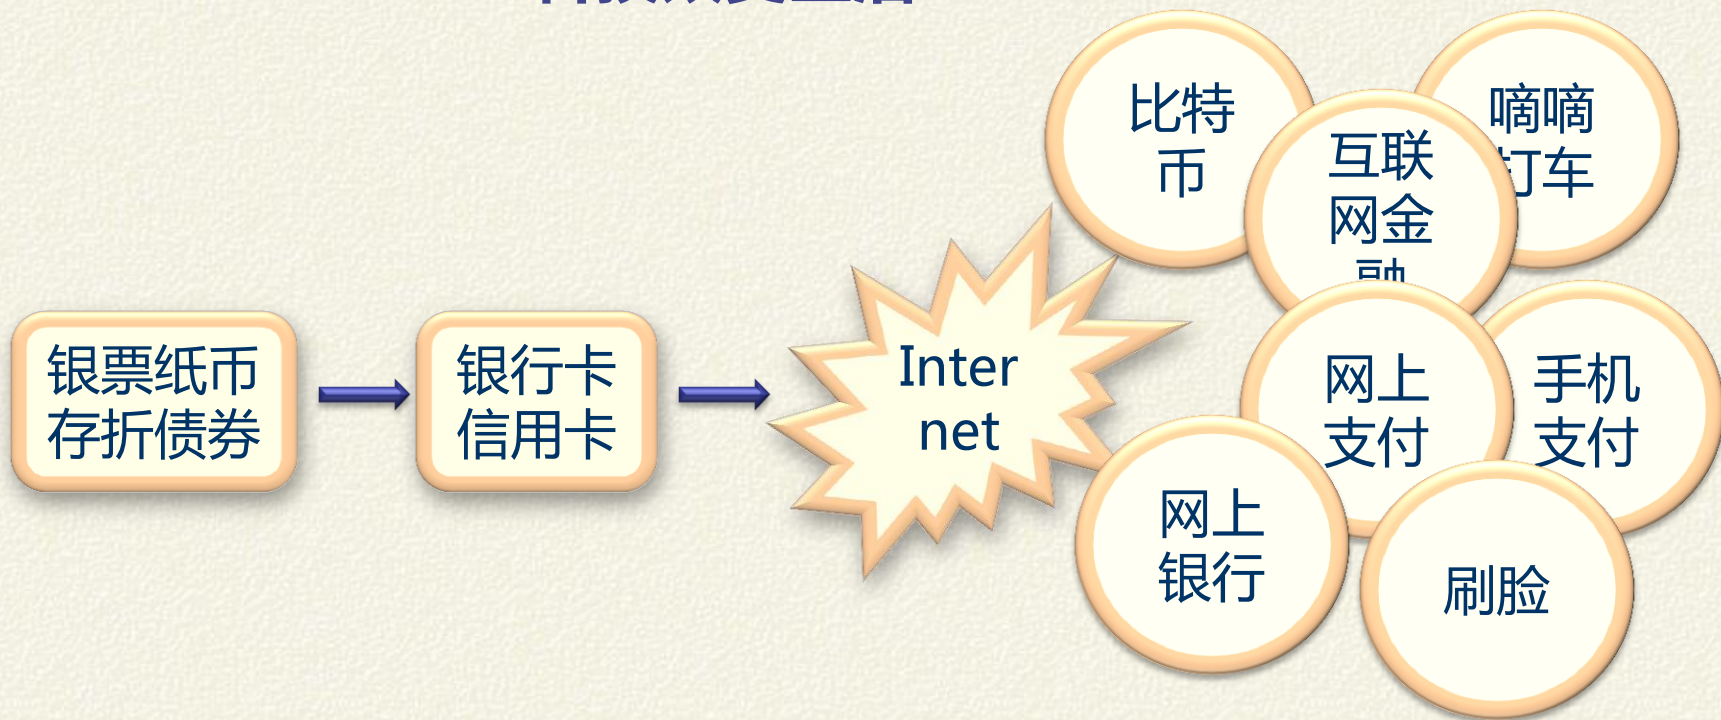 银票纸币
存折债券
银行卡
信用卡
Inter
net
比特
币
互联
网金
融
嘀嘀
打车
网上
支付
手机
支付
网上
银行
刷脸